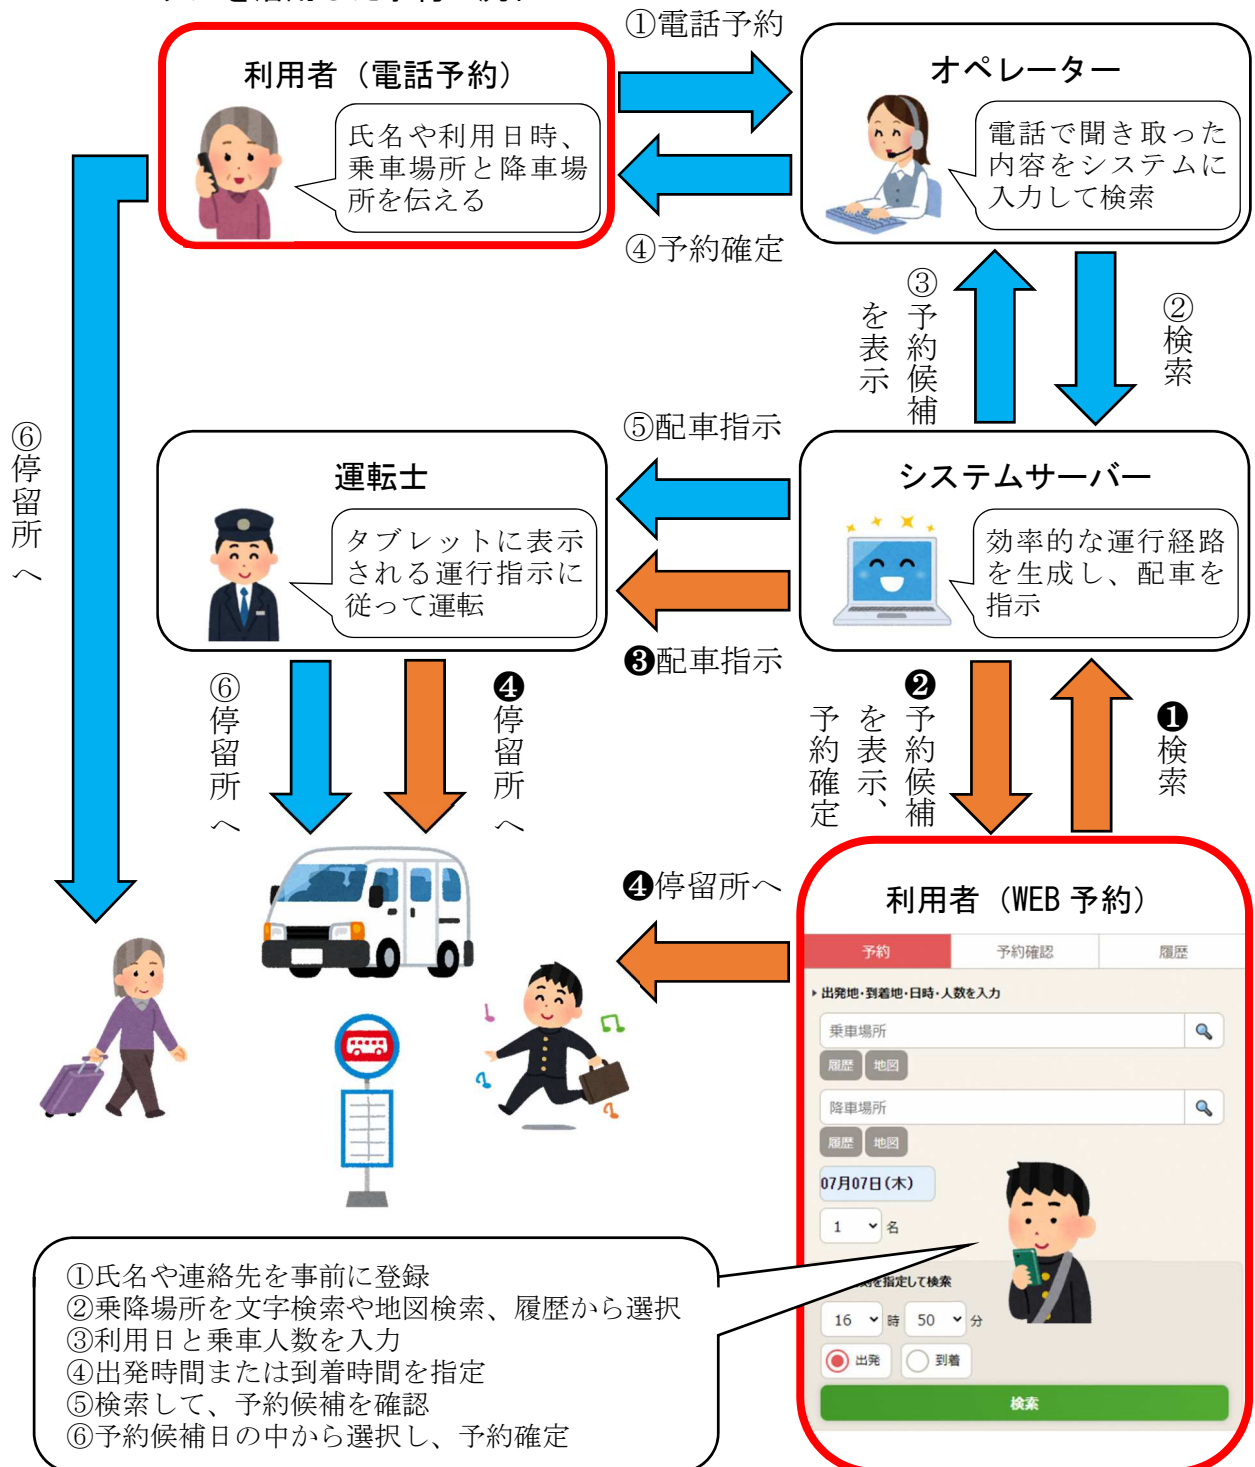 ①電話予約
利用者（電話予約）
氏名や利用日時、
乗車場所と降車場
所を伝える
オペレーター
電話で聞き取った
内容をシステムに
入力して検索
④予約確定
③予約候補
を表示
②検索
⑥停留所へ
⑤配車指示
運転士
タブレットに表示
される運行指示に
従って運転
システムサーバー
効率的な運行経路
を生成し、配車を
指示
❸配車指示
⑥停留所へ
❹停留所へ
❷予約候補
を表示、
予約確定
❶検索
❹停留所へ
利用者（WEB 予約）
予約 予約確認 履歴
出発地・到着地・日時・人数を入力
乗車場所
履歴 地図
降車場所
履歴 地図
07月07日(木)
1 名
を指定して検索
16 時 50 分
出発 到着
検索
①氏名や連絡先を事前に登録
②乗降場所を文字検索や地図検索、履歴から選択
③利用日と乗車人数を入力
④出発時間または到着時間を指定
⑤検索して、予約候補を確認
⑥予約候補日の中から選択し、予約確定